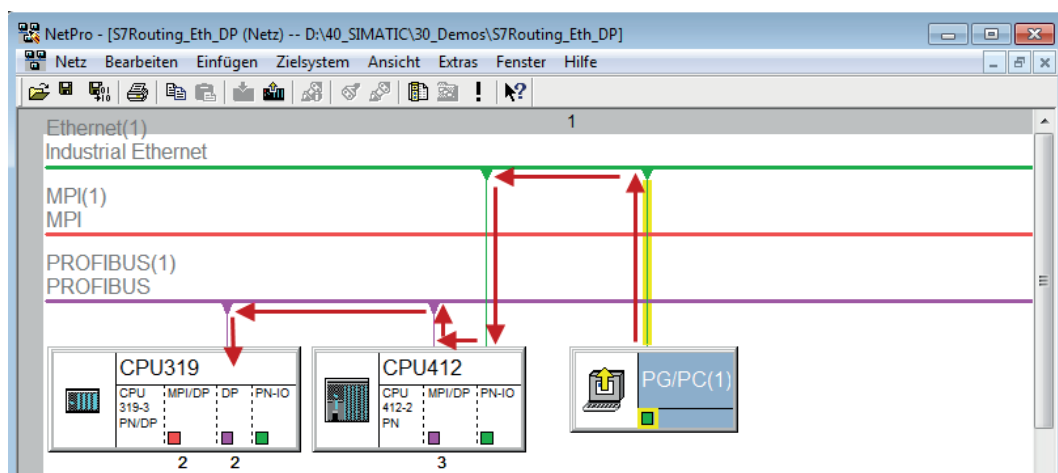 NetPro - [S7Routing_Eth_DP (Netz) -- D:\40_SIMATIC\30_Demos\S7Routing_Eth_DP]
Netz Bearbeiten Einfügen Zielsystem Ansicht Extras Fenster Hilfe
1
Ethernet(1)
Industrial Ethernet
MPI(1)
MPI
PROFIBUS(1)
PROFIBUS
CPU319
CPU MPI/DP DP PN-IO
319-3
PN/DP
2 2
CPU412
CPU MPI/DP PN-IO
412-2
PN
3
PG/PC(1)